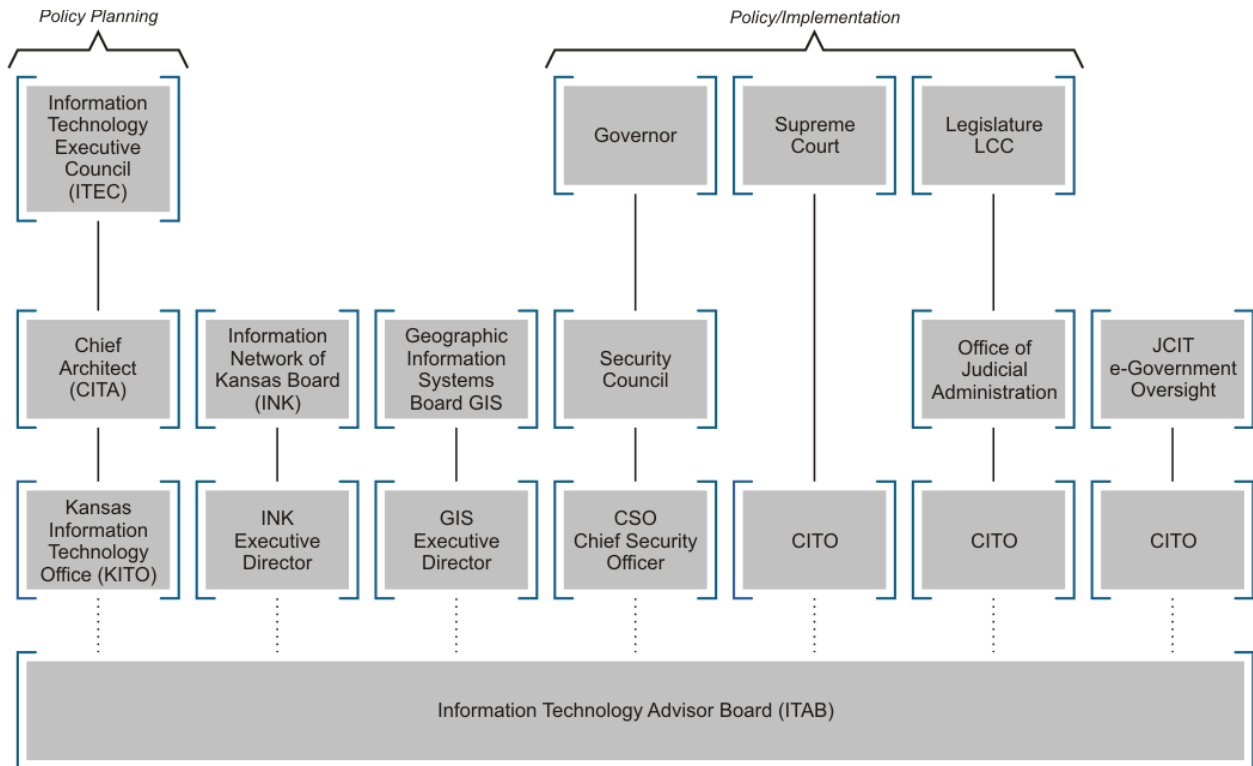 Policy Planning
Policy/Implementation
Information
Technology
Executive
Council
(ITEC)
Governor
Supreme
Court
Legislature
LCC
Chief
Architect
(CITA)
Information
Network of
Kansas Board
(INK)
Geographic
Information
Systems
Board GIS
Security
Council
Office of
Judicial
Administration
JCIT
e-Government
Oversight
Kansas
Information
Technology
Office (KITO)
INK
Executive
Director
GIS
Executive
Director
CSO
Chief Security
Officer
CITO
CITO
CITO
Information Technology Advisor Board (ITAB)